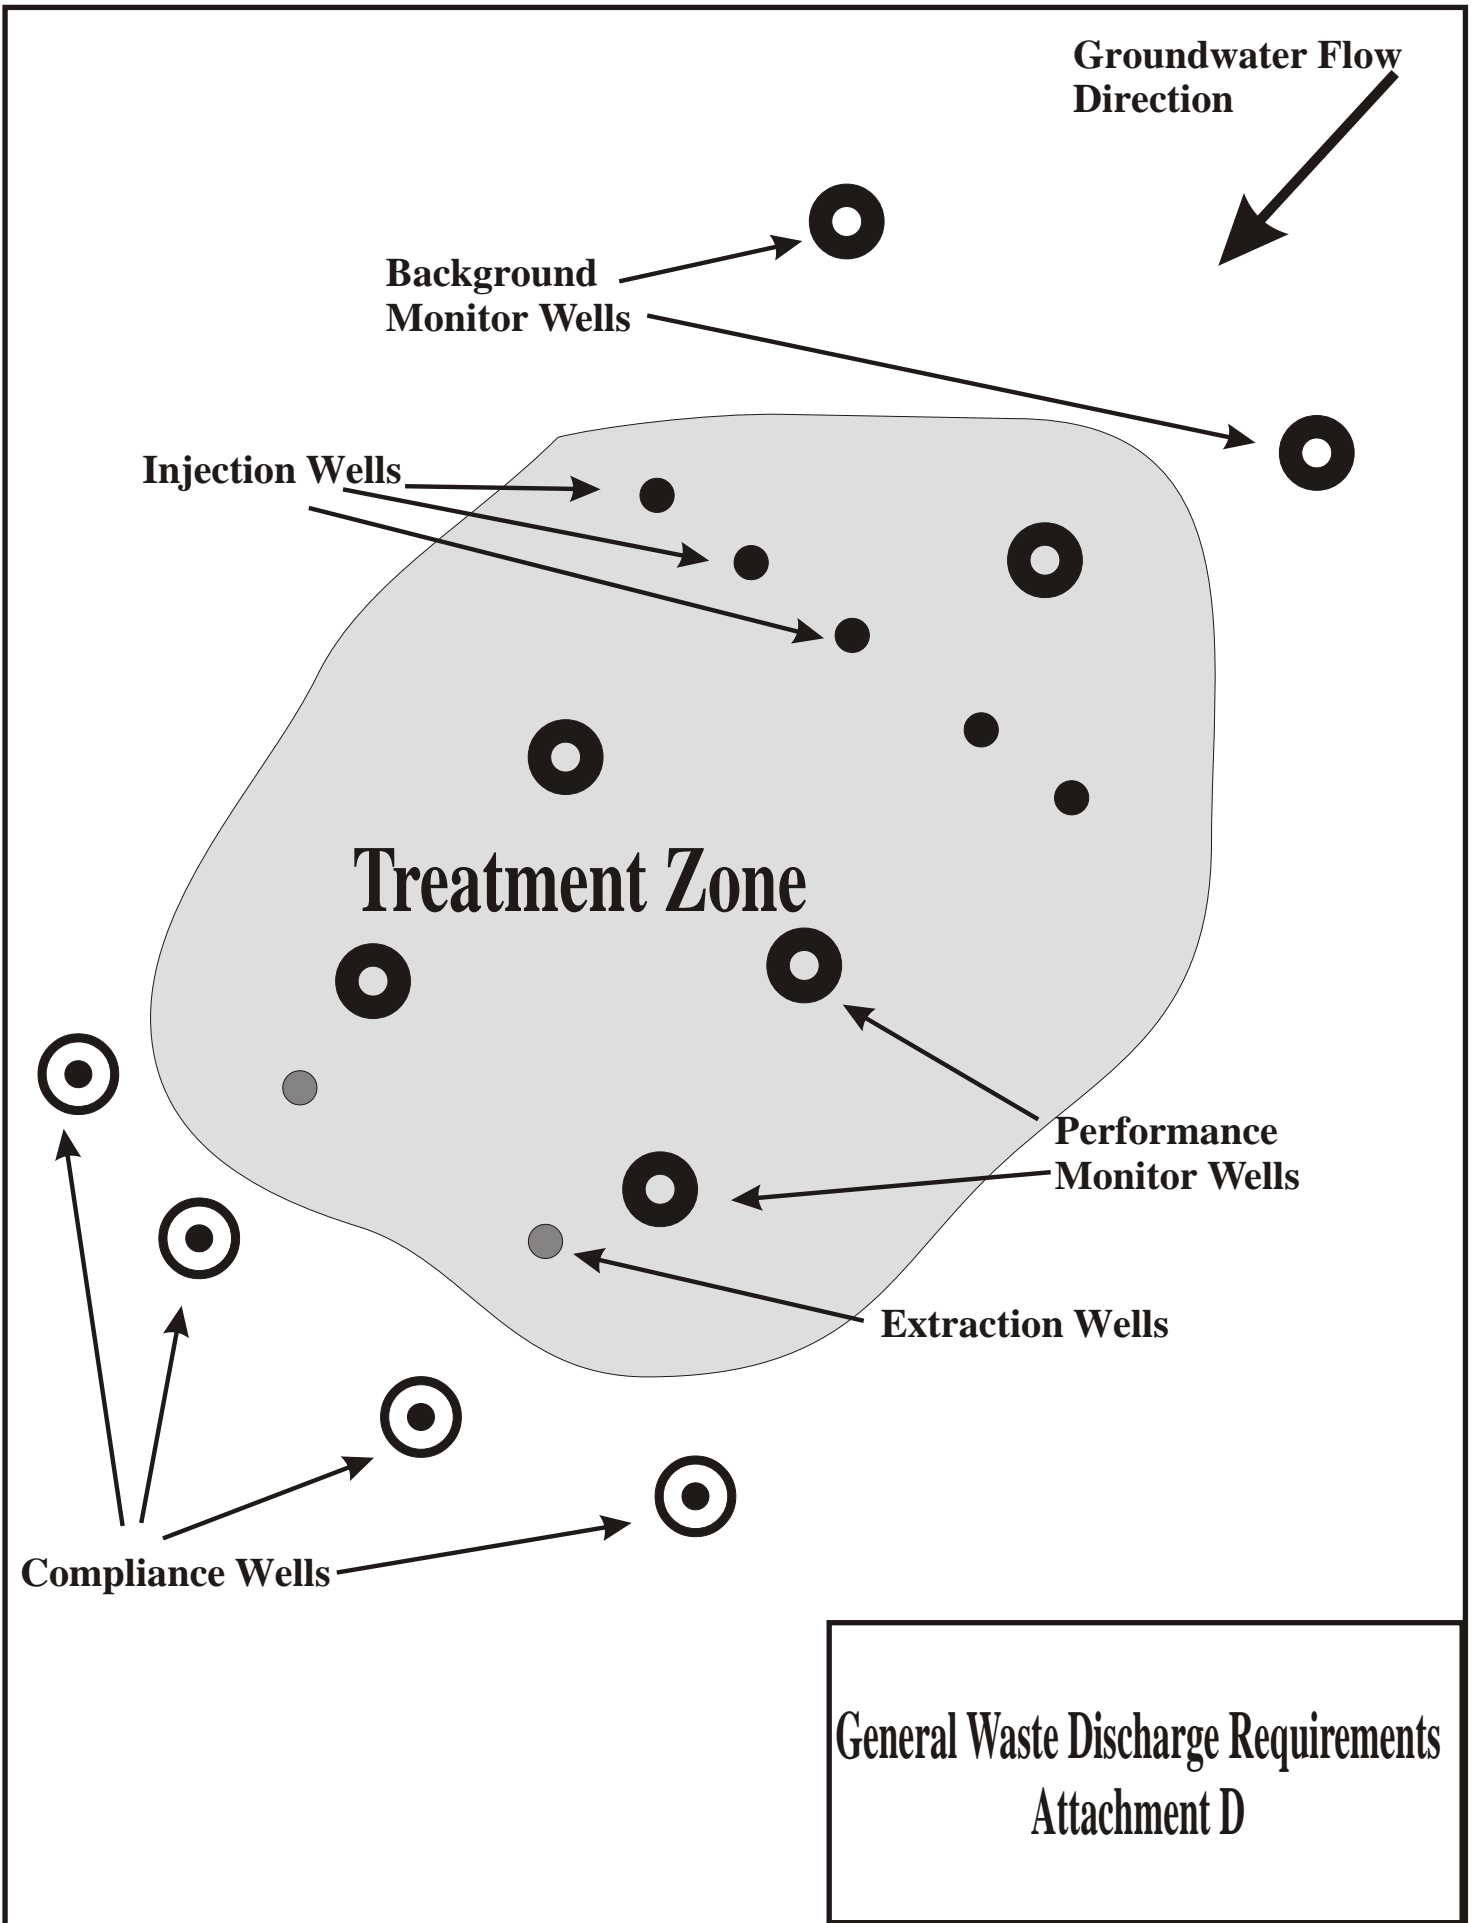 Groundwater Flow
Direction
Background
Monitor Wells
Injection Wells
Treatment Zone
Performance
Monitor Wells
Extraction Wells
Compliance Wells
General Waste Discharge Requirements
Attachment D